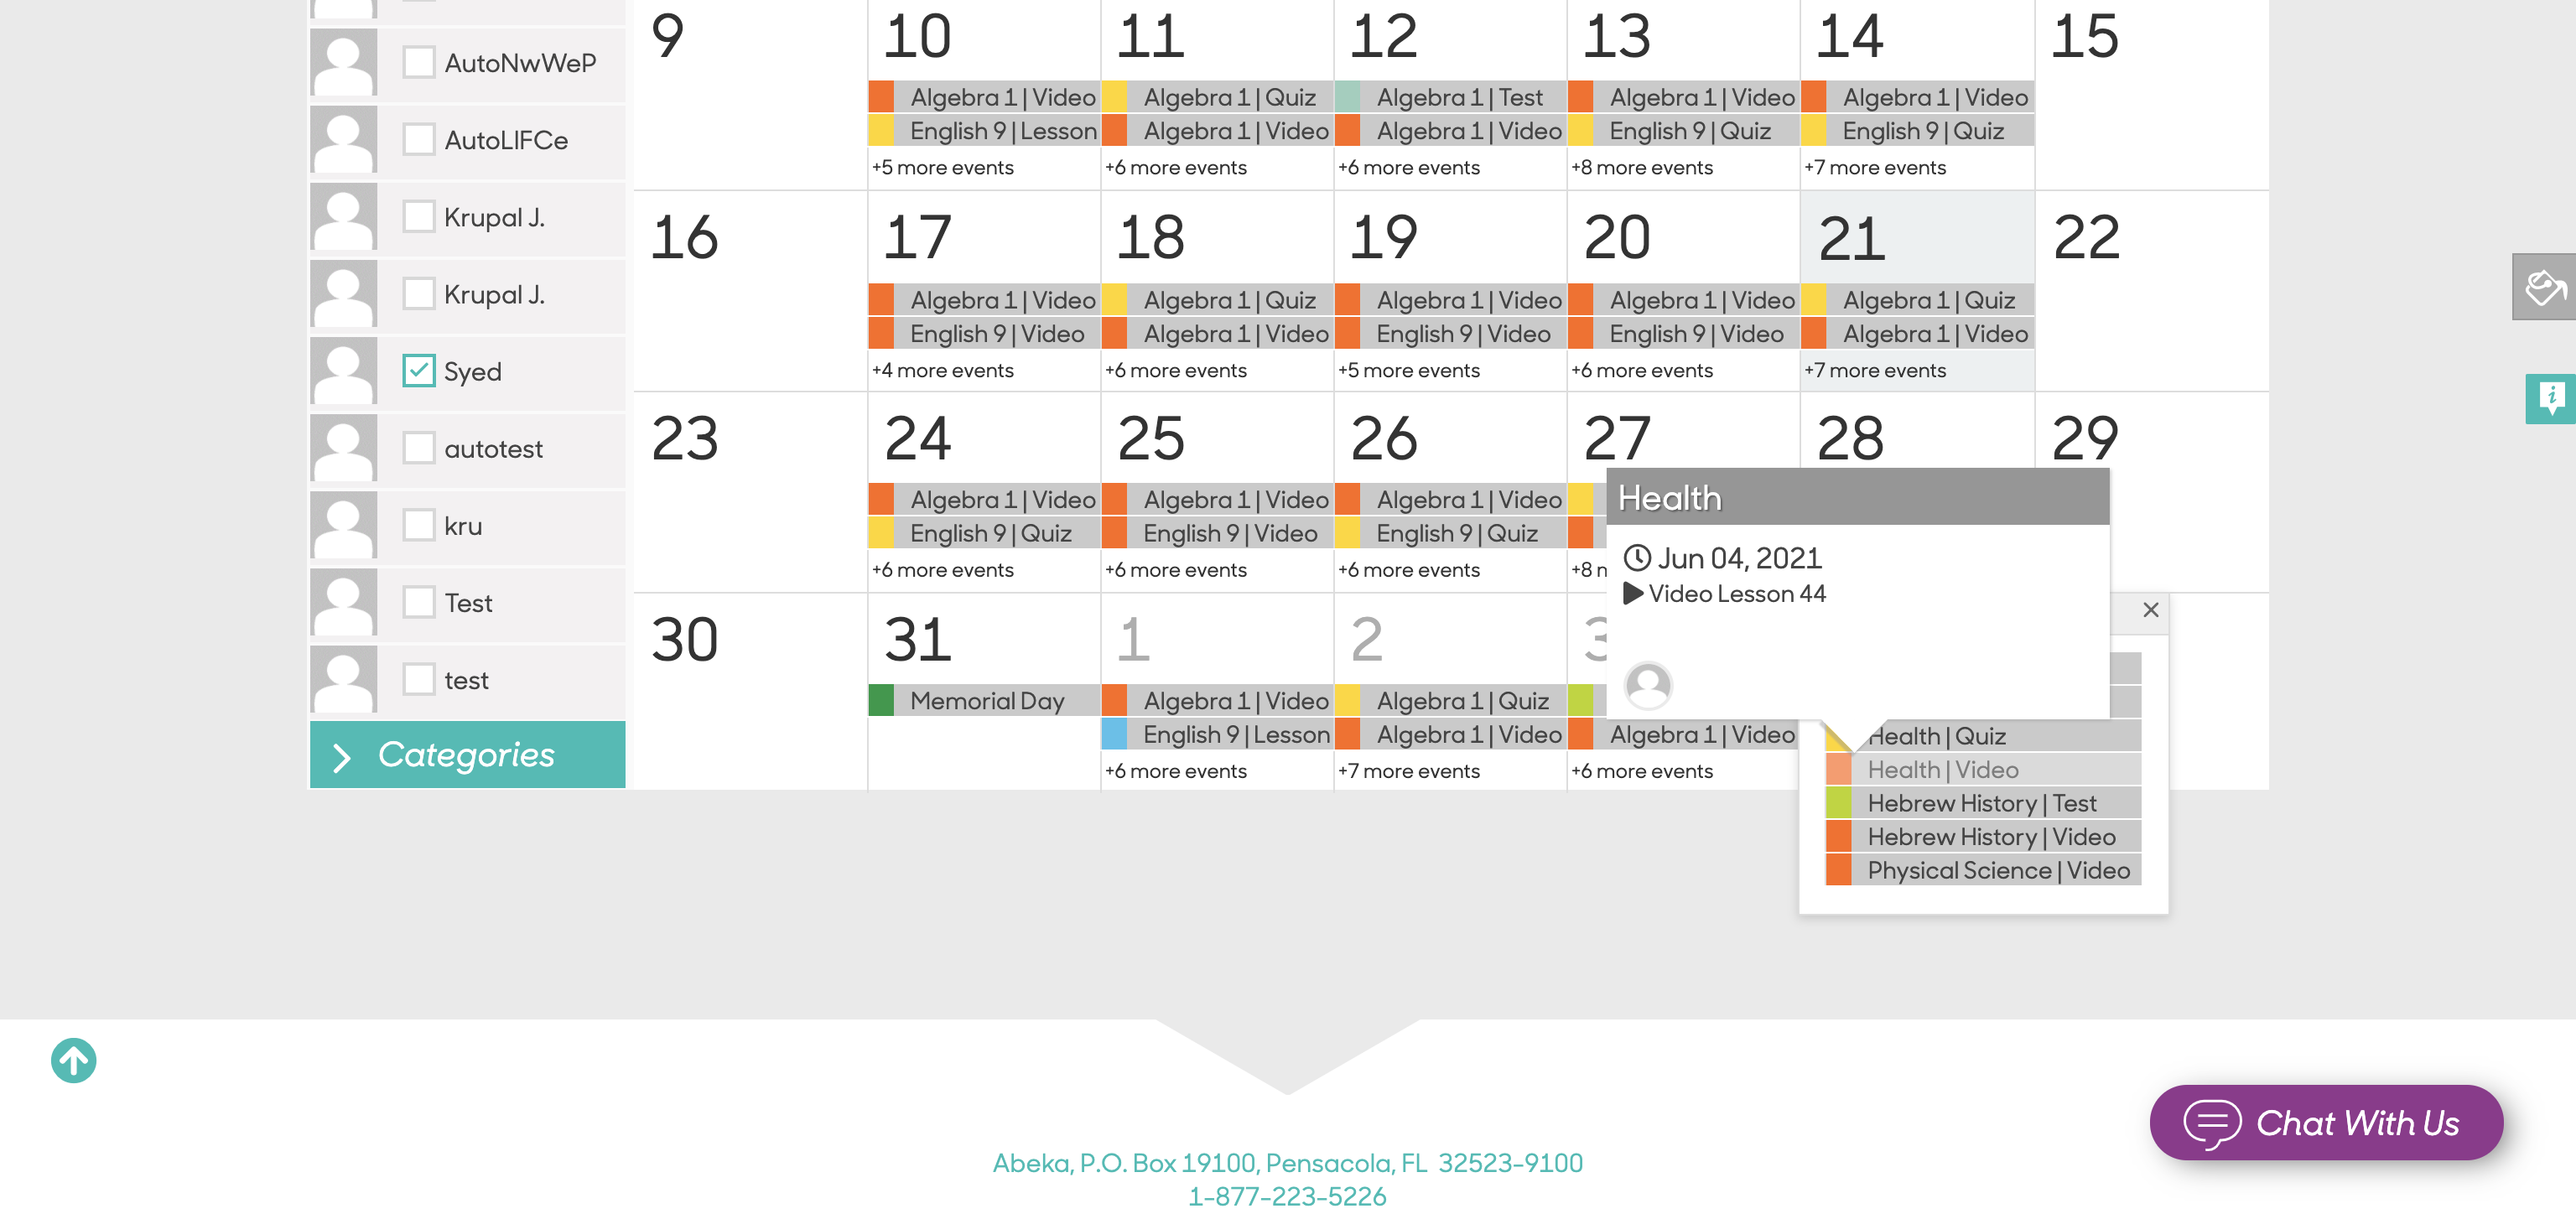 AutoNwWeP
AutoLIFCe
Krupal J.
Krupal J.
Syed
autotest
kru
Test
test
Categories
9
10
11
12
13
14
15
Algebra 1 | Video
Algebra 1 | Quiz
Algebra 1 | Test
Algebra 1 | Video
Algebra 1 | Video
English 9 | Lesson
Algebra 1 | Video
Algebra 1 | Video
English 9 | Quiz
English 9 | Quiz
+5 more events
+6 more events
+6 more events
+8 more events
+7 more events
16
17
18
19
20
21
22
Algebra 1 | Video
Algebra 1 | Quiz
Algebra 1 | Video
Algebra 1 | Video
Algebra 1 | Quiz
English 9 | Video
Algebra 1 | Video
English 9 | Video
English 9 | Video
Algebra 1 | Video
+4 more events
+6 more events
+5 more events
+6 more events
+7 more events
23
24
25
26
27
28
29
Algebra 1 | Video
Algebra 1 | Video
Algebra 1 | Video
English 9 | Quiz
English 9 | Video
English 9 | Quiz
+6 more events
+6 more events
+6 more events
+8
Health
Jun 04, 2021
Video Lesson 44
30
31
1
2
3
Memorial Day
Algebra 1 | Video
Algebra 1 | Quiz
English 9 | Lesson
Algebra 1 | Video
Algebra 1 | Video
+6 more events
+7 more events
+6 more events
Health | Quiz
Health | Video
Hebrew History | Test
Hebrew History | Video
Physical Science | Video
Chat With Us
Abeka, P.O. Box 19100, Pensacola, FL 32523-9100
1-877-223-5226